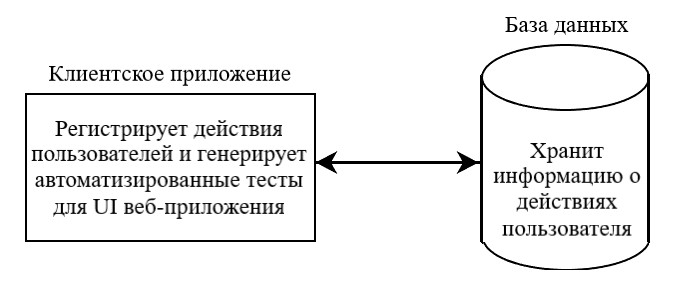 База данных
Клиентское приложение
Регистрирует действия
пользователей и генерирует
автоматизированные тесты
для UI веб-приложения
Хранит
информацию о
действиях
пользователя